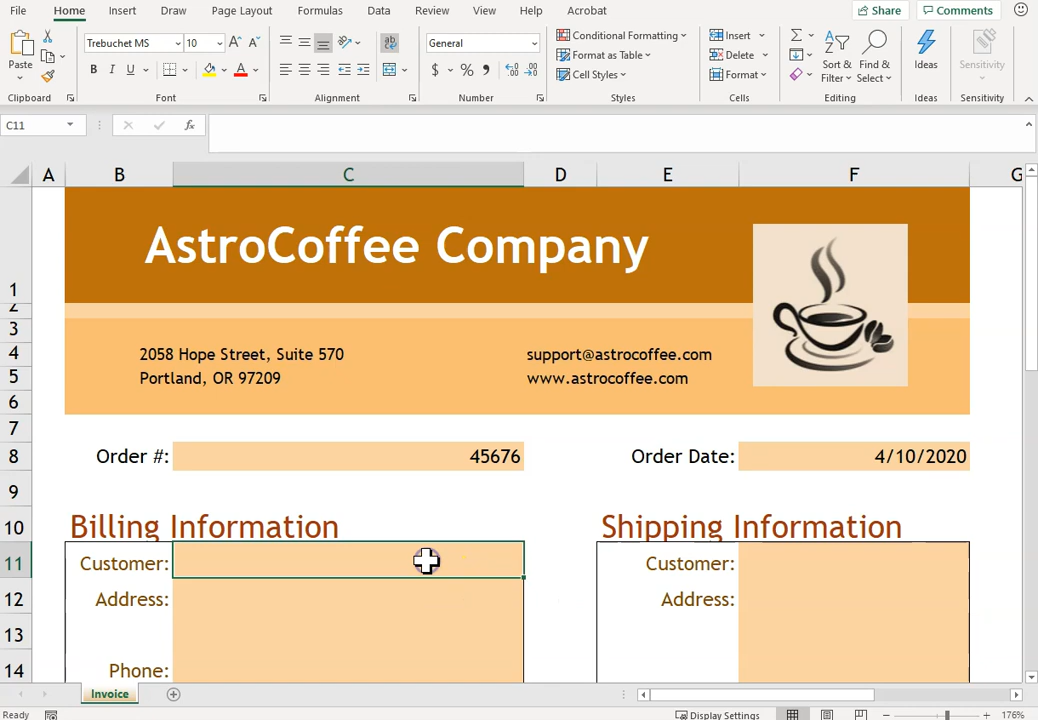 File Home Insert Draw Page Layout Formulas Data Review View Help Acrobat Share Comments
Trebuchet MS 10 General Conditional Formatting Insert
Format as Table Delete
Paste B I U $ % Cell Styles Format Sort & Filter Find & Select Ideas Sensitivity
Clipboard Font Alignment Number Styles Cells Editing Ideas Sensitivity
C11 fx
A B C D E F G
1 AstroCoffee Company
2
3
4 2058 Hope Street, Suite 570 support@astrocoffee.com
5 Portland, OR 97209 www.astrocoffee.com
6
7
8 Order #: 45676 Order Date: 4/10/2020
9
10 Billing Information Shipping Information
11 Customer: Customer:
12 Address: Address:
13
14 Phone:
Invoice
Ready Display Settings 176%